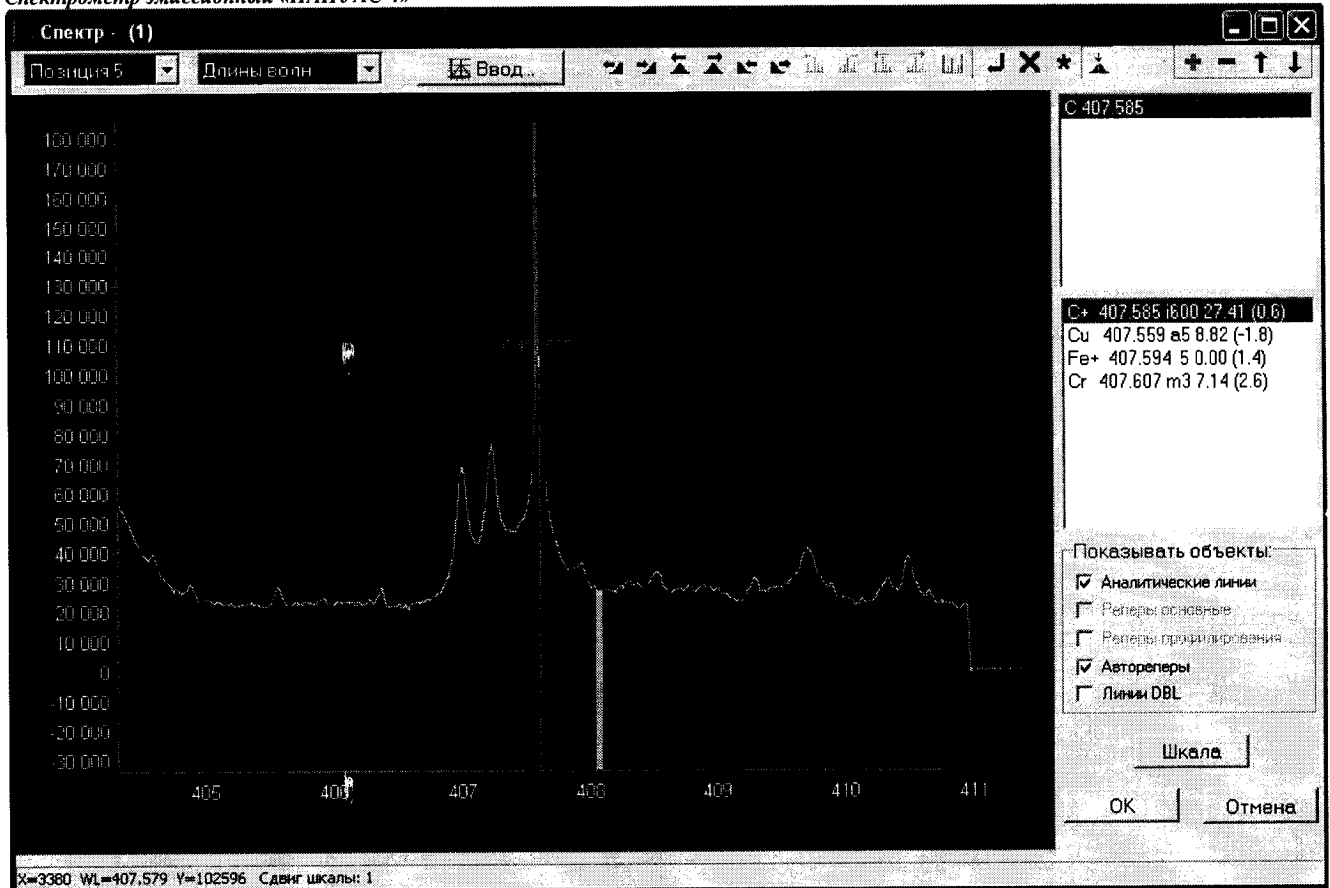 Спектрометр эмиссионный
Спектр - (1)
Позиция 5 Длины волн Ввод..
C 407.585
180 000
170 000
160 000
150 000
140 000
130 000
120 000
110 000
100 000
90 000
80 000
70 000
60 000
50 000
40 000
30 000
20 000
10 000
0
-10 000
-20 000
-30 000
405 406 407 408 409 410 411
C+ 407.585 i600 27.41 (0.6)
Cu 407.559 a5 8.82 (-1.8)
Fe+ 407.594 5 0.00 (1.4)
Cr 407.607 m3 7.14 (2.6)
Показывать объекты:
Аналитические линии
Реперы основные
Реперы профилирования
Автореперы
Линии DBL
Шкала
OK Отмена
X=3380 WL=407,579 Y=102596 Сдвиг шкалы: 1